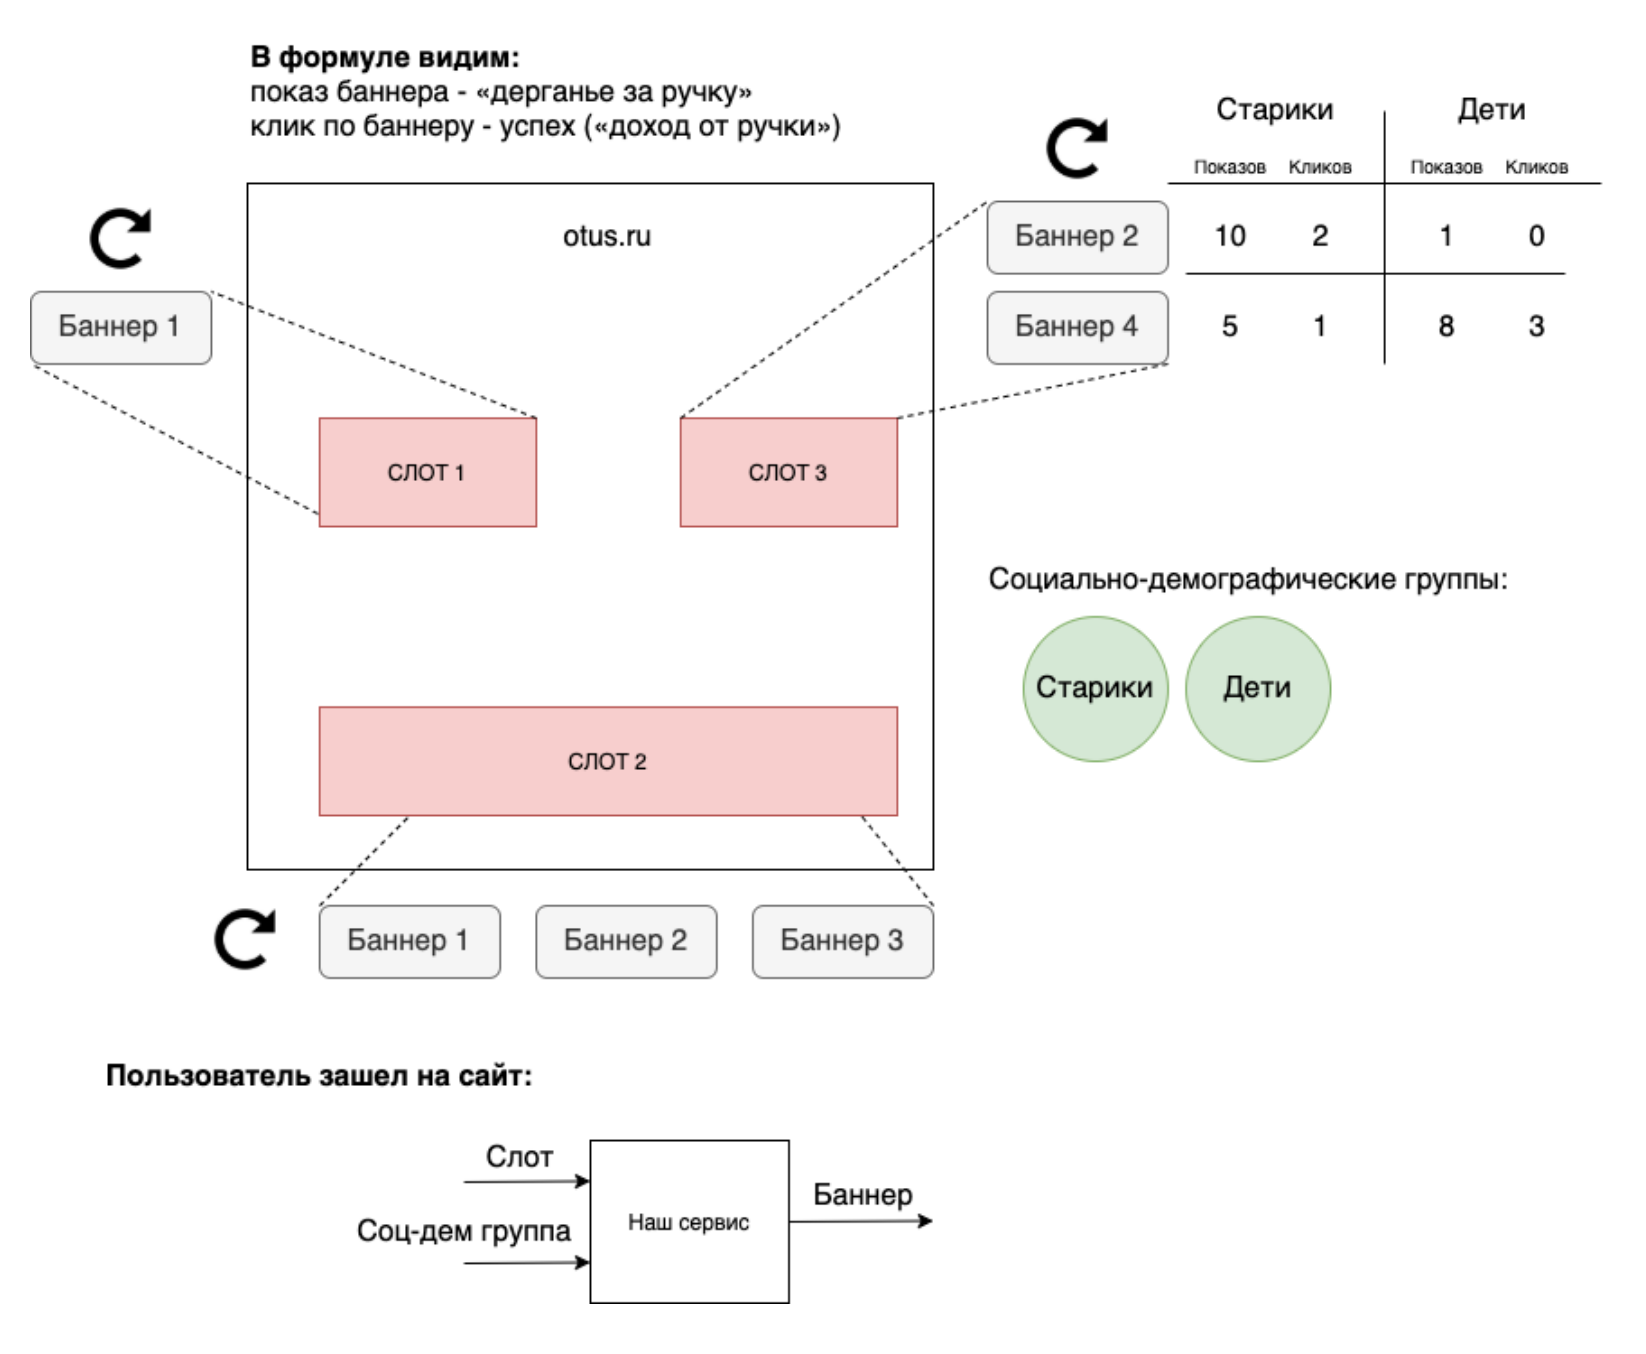 В формуле видим:
показ баннера - «дерганье за ручку»
клик по баннеру - успех («доход от ручки»)
Старики Дети
Показов Кликов Показов Кликов
Баннер 2 10 2 1 0
Баннер 4 5 1 8 3
otus.ru
Баннер 1
СЛОТ 1 СЛОТ 3
Социально-демографические группы:
Старики Дети
СЛОТ 2
Баннер 1 Баннер 2 Баннер 3
Пользователь зашел на сайт:
Слот
Соц-дем группа
Наш сервис
Баннер